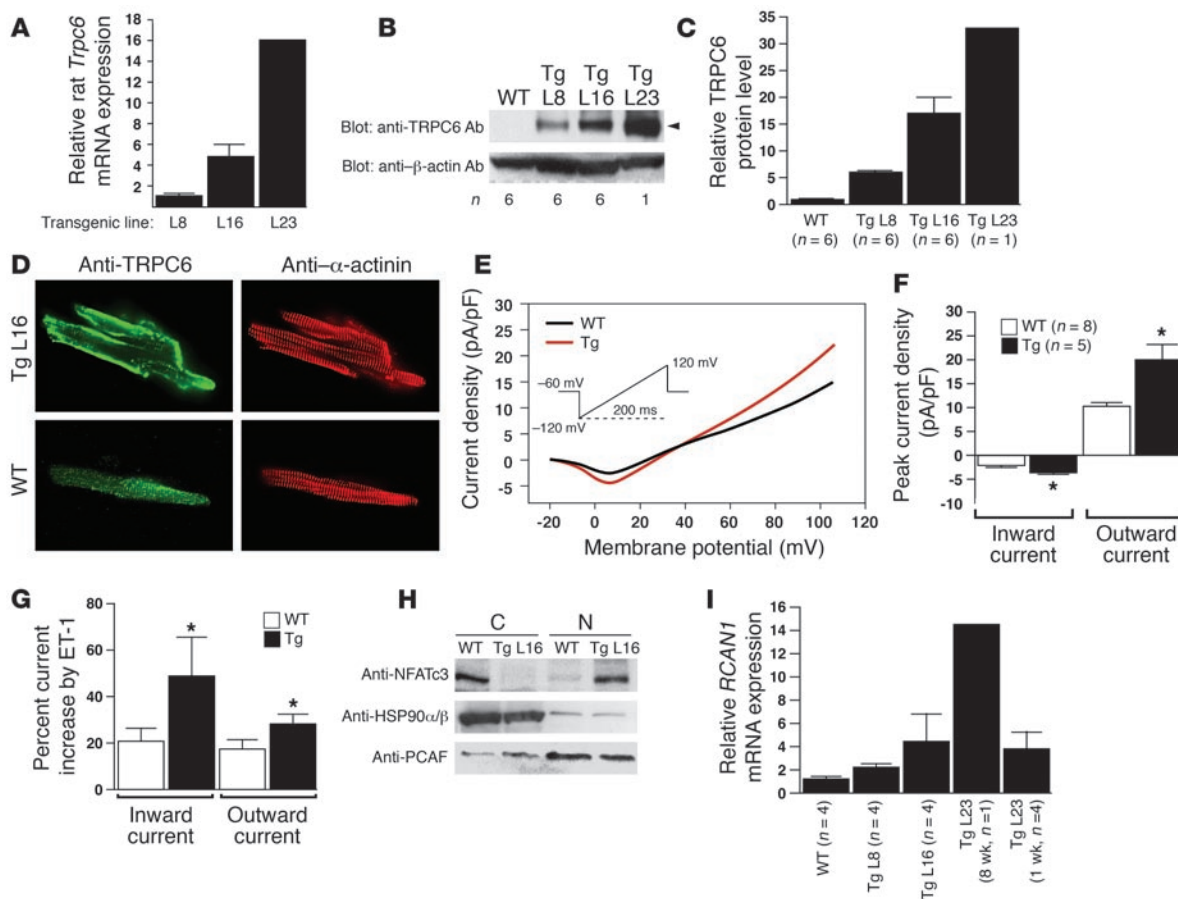 A
Relative rat Trpc6
mRNA expression
18
16
14
12
10
8
6
4
2
Transgenic line: L8 L16 L23
B
WT Tg L8 Tg L16 Tg L23
Blot: anti-TRPC6 Ab
Blot: anti–β-actin Ab
n 6 6 6 1
C
Relative TRPC6
protein level
35
30
25
20
15
10
5
0
WT Tg L8 Tg L16 Tg L23
(n = 6) (n = 6) (n = 6) (n = 1)
D
Anti-TRPC6 Anti–α-actinin
Tg L16
WT
E
Current density (pA/pF)
30
25
20
15
10
5
0
-5
WT
Tg
–60 mV
120 mV
200 ms
–120 mV
-20 0 20 40 60 80 100 120
Membrane potential (mV)
F
Peak current density
(pA/pF)
30
25
20
15
10
5
0
-5
-10
WT (n = 8)
Tg (n = 5)
*
*
Inward
current
Outward
current
G
Percent current
increase by ET-1
80
60
40
20
0
WT
Tg
*
*
Inward
current
Outward
current
H
C N
WT Tg L16 WT Tg L16
Anti-NFATc3
Anti-HSP90α/β
Anti-PCAF
I
Relative RCAN1
mRNA expression
16
14
12
10
8
6
4
2
0
WT (n = 4)
Tg L8 (n = 4)
Tg L16 (n = 4)
Tg L23
(8 wk, n =1)
Tg L23
(1 wk, n =4)